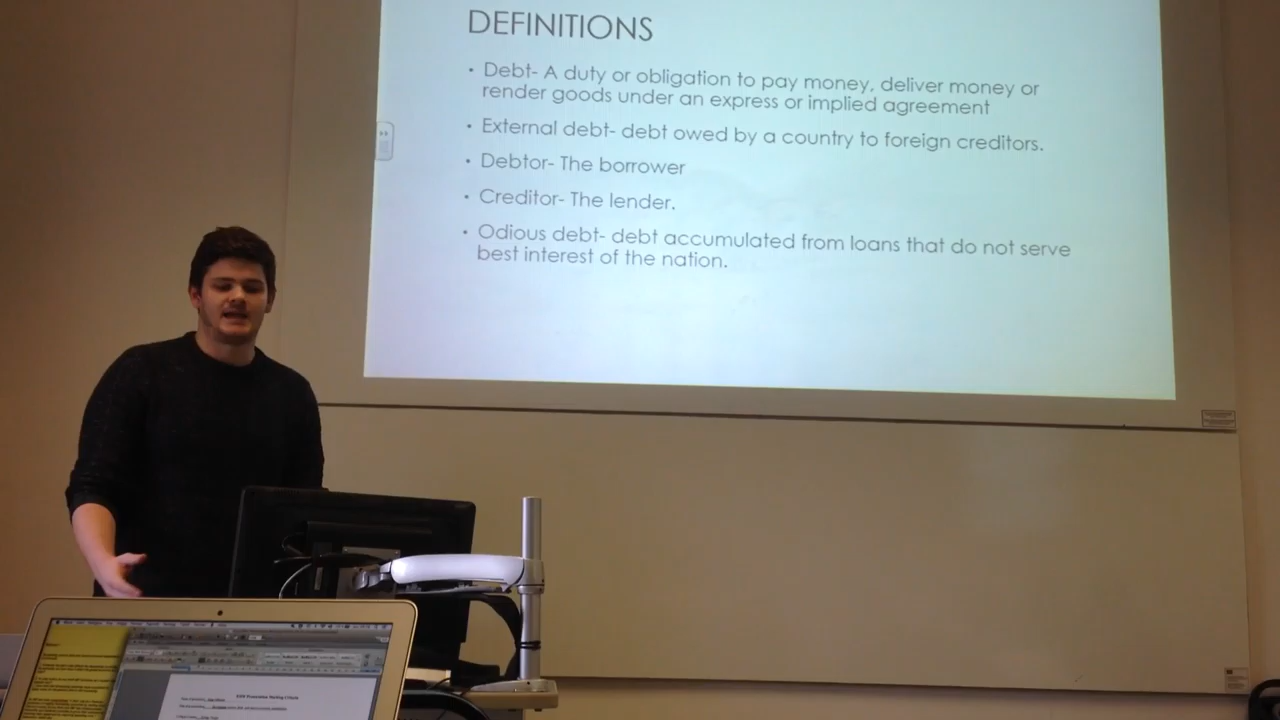 DEFINITIONS
• Debt- A duty or obligation to pay money, deliver money or
render goods under an express or implied agreement
• External debt- debt owed by a country to foreign creditors.
• Debtor- The borrower
• Creditor- The lender.
• Odious debt- debt accumulated from loans that do not serve
best interest of the nation.